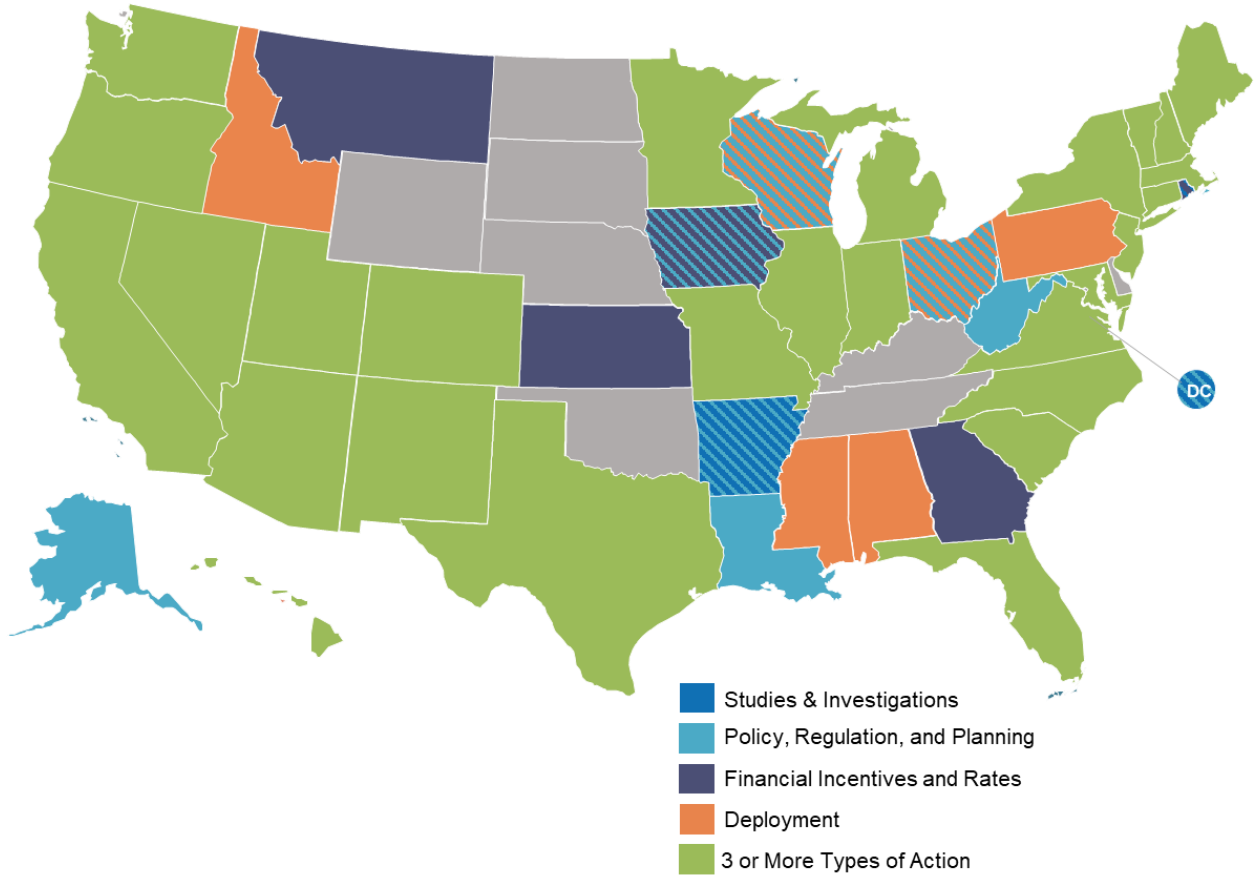 DC
Studies & Investigations
Policy, Regulation, and Planning
Financial Incentives and Rates
Deployment
3 or More Types of Action